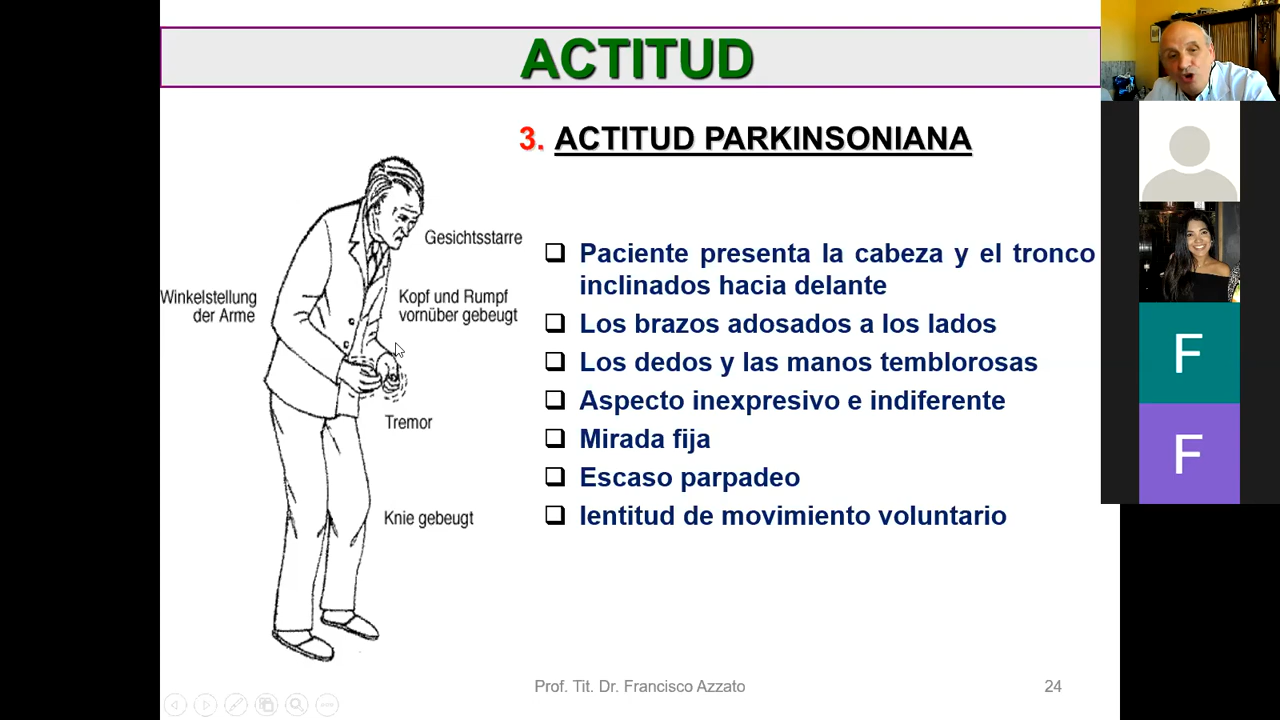 ACTITUD
3. ACTITUD PARKINSONIANA
Gesichtsstarre
Winkelstellung
der Arme
Kopf und Rumpf
vornüber gebeugt
Tremor
Knie gebeugt
Paciente presenta la cabeza y el tronco
inclinados hacia delante
Los brazos adosados a los lados
Los dedos y las manos temblorosas
Aspecto inexpresivo e indiferente
Mirada fija
Escaso parpadeo
lentitud de movimiento voluntario
F
F
Prof. Tit. Dr. Francisco Azzato
24